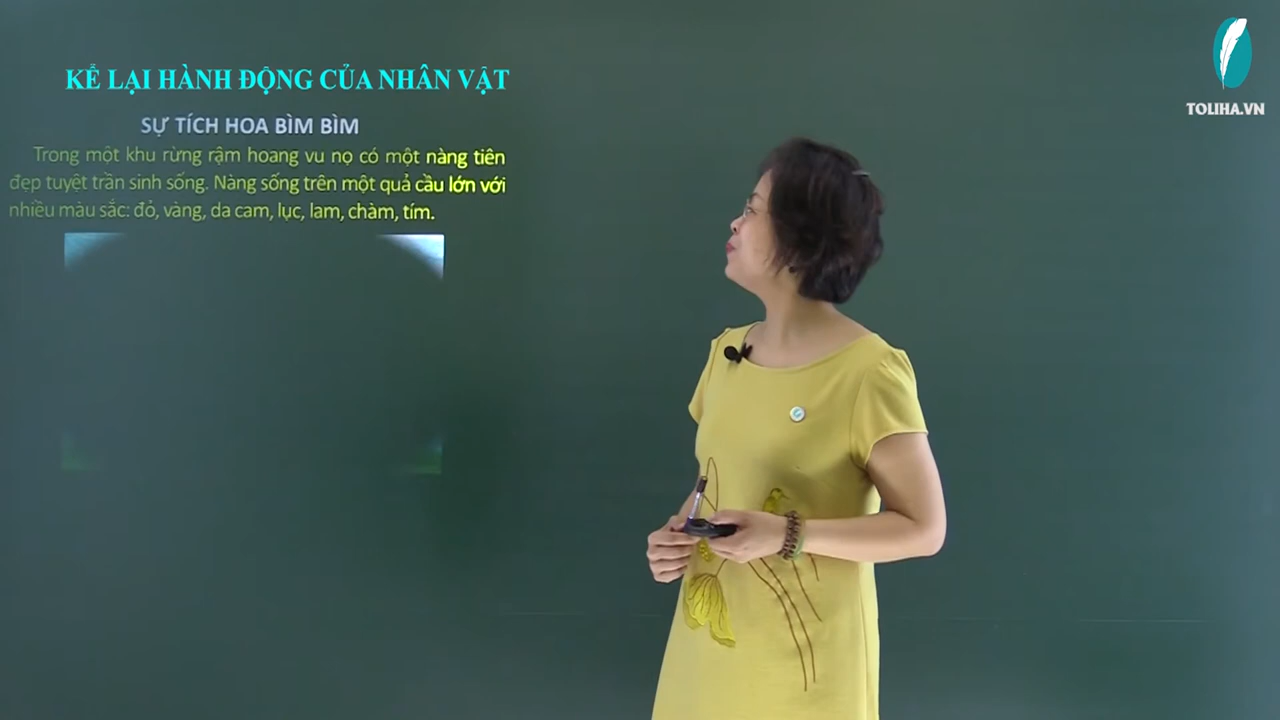 KỂ LẠI HÀNH ĐỘNG CỦA NHÂN VẬT
SỰ TÍCH HOA BÌM BÌM
Trong một khu rừng rậm hoang vu nọ có một nàng tiên
đẹp tuyệt trần sinh sống. Nàng sống trên một quả cầu lớn với
nhiều màu sắc: đỏ, vàng, da cam, lục, lam, chàm, tím.
TOLIHA.VN